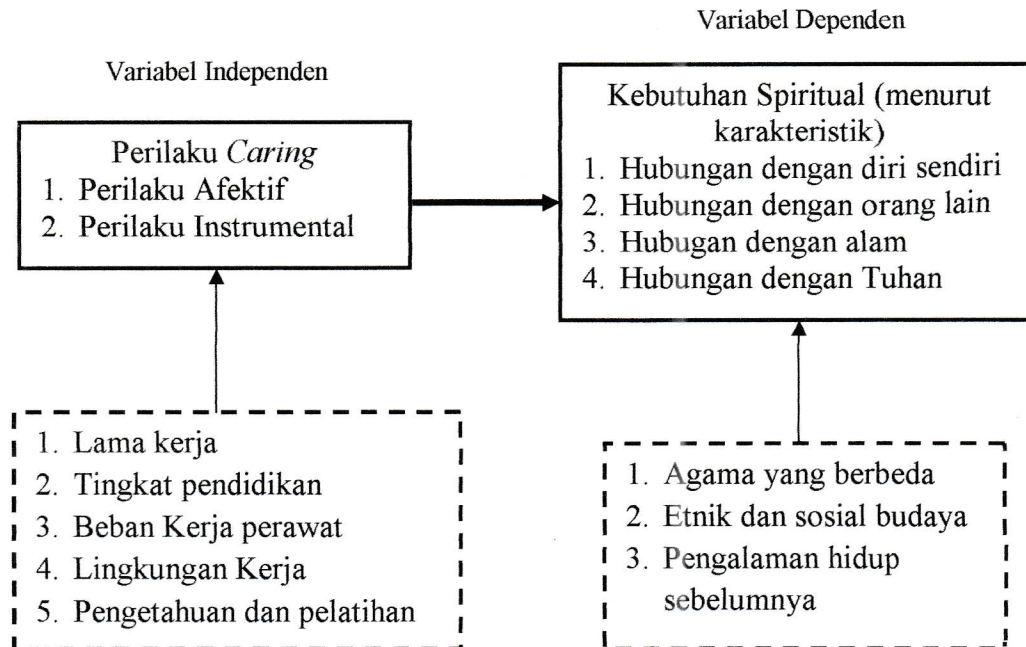 Variabel Dependen
Variabel Independen
Kebutuhan Spiritual (menurut
karakteristik)
1. Hubungan dengan diri sendiri
2. Hubungan dengan orang lain
3. Hubugan dengan alam
4. Hubungan dengan Tuhan
Perilaku Caring
1. Perilaku Afektif
2. Perilaku Instrumental
1. Lama kerja
2. Tingkat pendidikan
3. Beban Kerja perawat
4. Lingkungan Kerja
5. Pengetahuan dan pelatihan
1. Agama yang berbeda
2. Etnik dan sosial budaya
3. Pengalaman hidup
sebelumnya